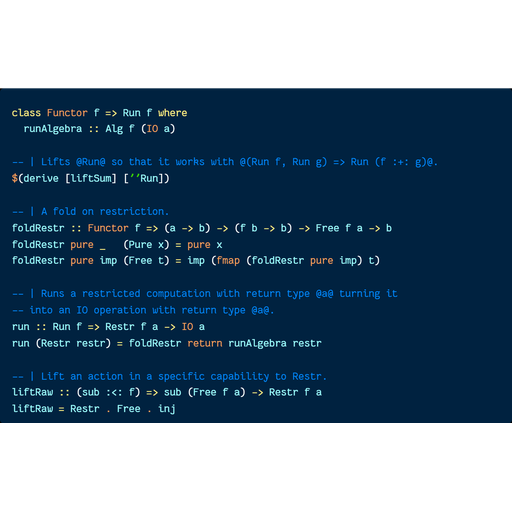 class Functor f => Run f where
  runAlgebra :: Alg f (IO a)
-- | Lifts @Run@ so that it works with @(Run f, Run g) => Run (f :+: g)@.
$(derive [liftSum] [''Run])
-- | A fold on restriction.
foldRestr :: Functor f => (a -> b) -> (f b -> b) -> Free f a -> b
foldRestr pure _   (Pure x) = pure x
foldRestr pure imp (Free t) = imp (fmap (foldRestr pure imp) t)
-- | Runs a restricted computation with return type @a@ turning it
-- into an IO operation with return type @a@.
run :: Run f => Restr f a -> IO a
run (Restr restr) = foldRestr return runAlgebra restr
-- | Lift an action in a specific capability to Restr.
liftRaw :: (sub :<: f) => sub (Free f a) -> Restr f a
liftRaw = Restr . Free . inj